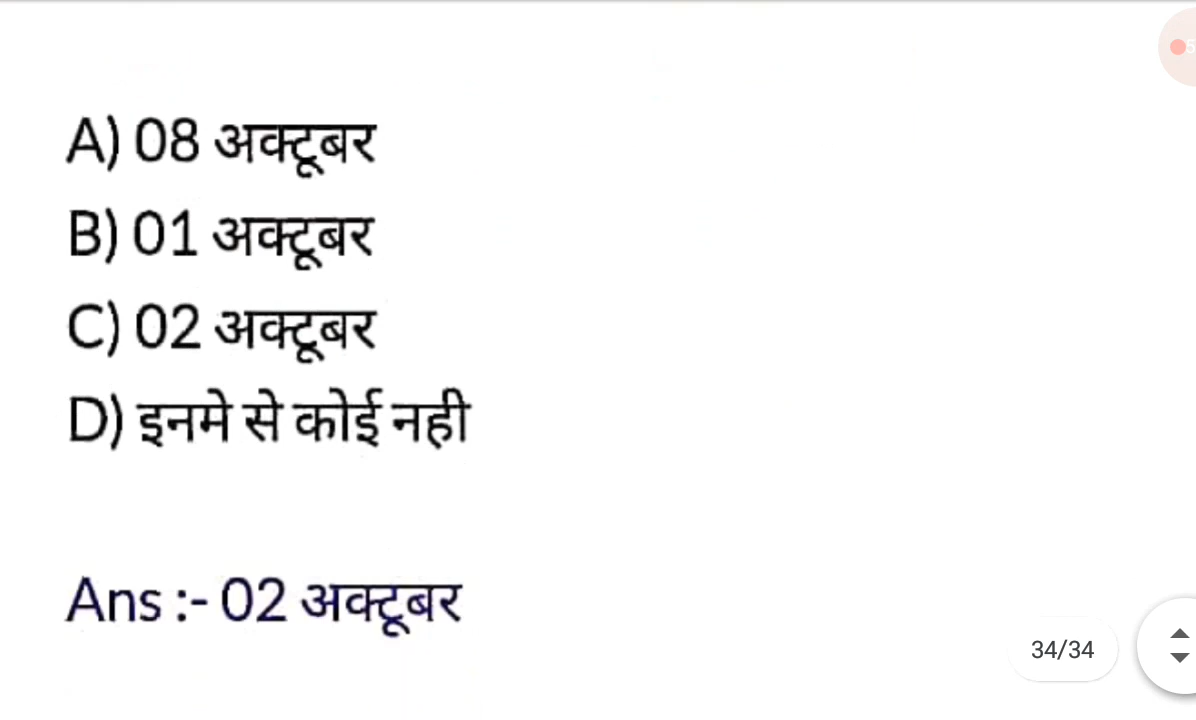 A) 08 अक्टूबर
B) 01 अक्टूबर
C) 02 अक्टूबर
D) इनमे से कोई नही
Ans :- 02 अक्टूबर
34/34